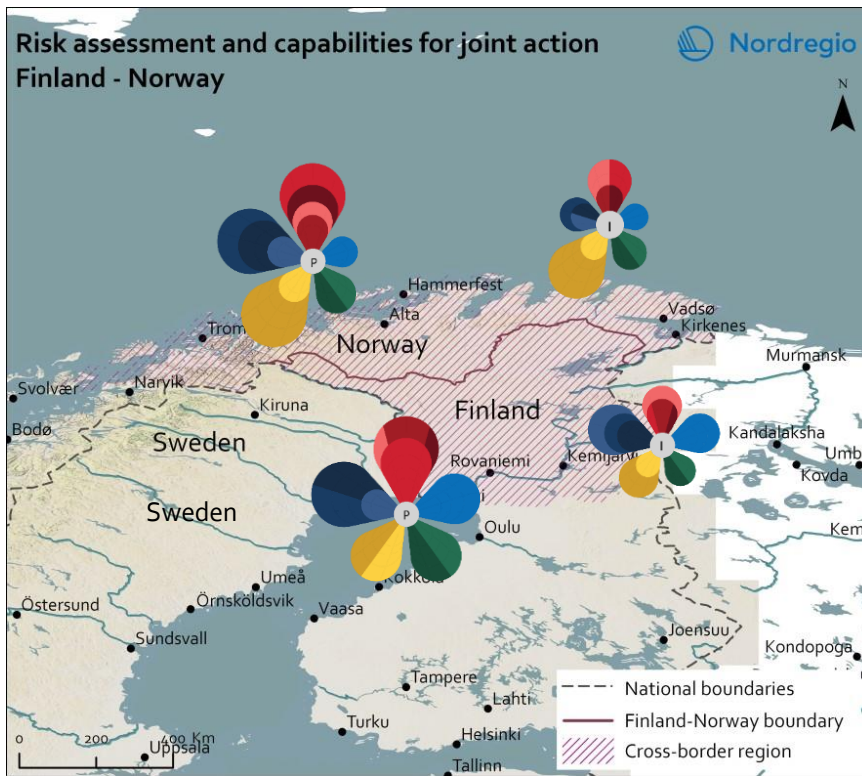 Risk assessment and capabilities for joint action
Finland - Norway
Nordregio
N
P
I
Hammerfest
Alta
Vadsø
Kirkenes
Norway
Murmansk
Svolvær
Narvik
Kiruna
Finland
Bodø
Sweden
I
Kandalaksha
Rovaniemi
Kemijärvi
Kovda
Sweden
P
Oulu
Umeå
Kokkola
Örnsköldsvik
Vaasa
Östersund
Sundsvall
Joensuu
Kondopoga
Tampere
National boundaries
Lahti
Finland-Norway boundary
Turku
Helsinki
Cross-border region
0 200 400 Km
Uppsala
Tallinn